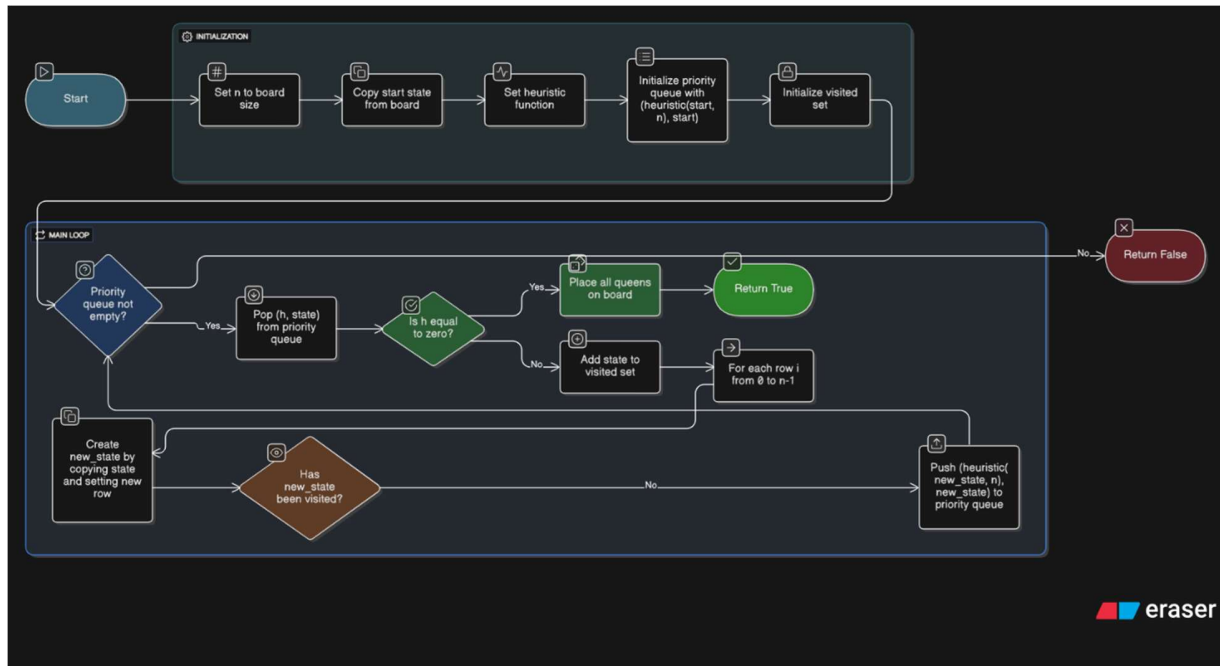 INITIALIZATION
Start
Set n to board
size
Copy start state
from board
Set heuristic
function
Initialize priority
queue with
(heuristic(start,
n), start)
Initialize visited
set
MAIN LOOP
Priority
queue not
empty?
No
Return False
Yes
Pop (h, state)
from priority
queue
Is h equal
to zero?
Yes
Place all queens
on board
Return True
No
Add state to
visited set
For each row i
from 0 to n-1
Create
new_state by
copying state
and setting new
row
Has
new_state
been visited?
No
Push (heuristic(
new_state, n),
new_state) to
priority queue
eraser